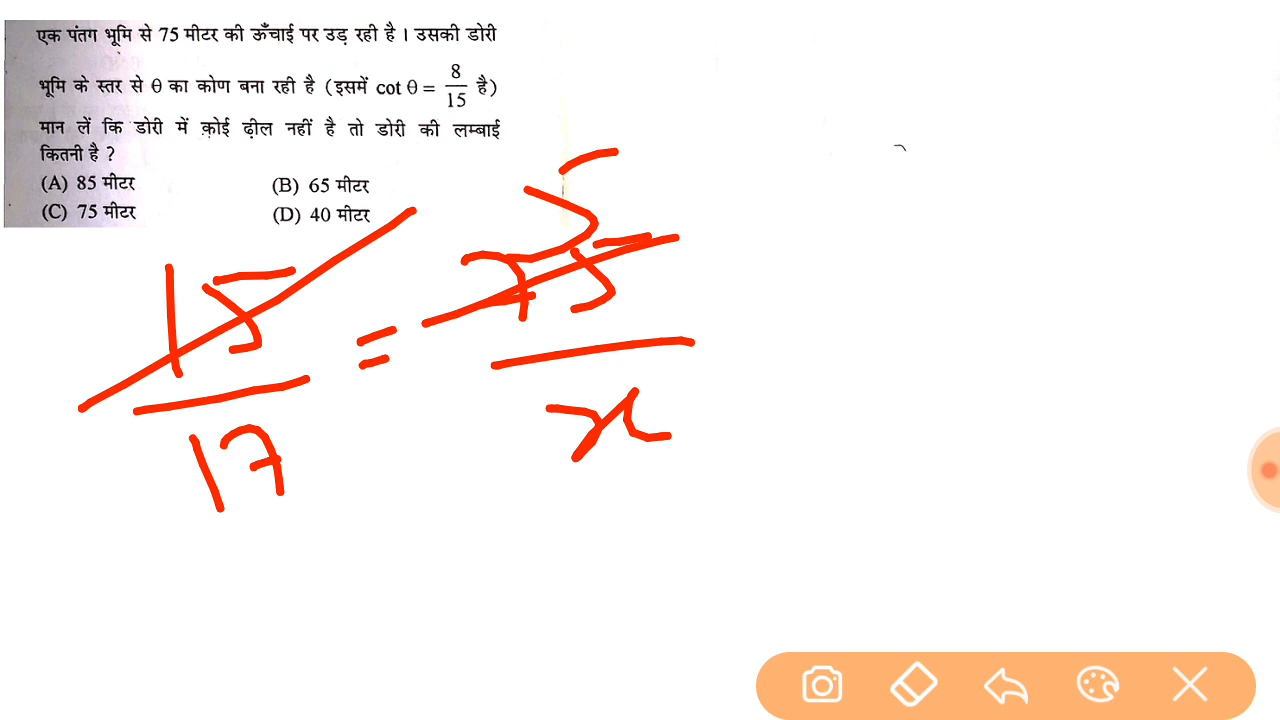 एक पंतग भूमि से 75 मीटर की ऊँचाई पर उड़ रही है। उसकी डोरी
भूमि के स्तर से θ का कोण बना रही है (इसमें cot θ = 8/15 है)
मान लें कि डोरी में कोई ढ़ील नहीं है तो डोरी की लम्बाई
कितनी है ?
(A) 85 मीटर (B) 65 मीटर
(C) 75 मीटर (D) 40 मीटर
5
15/17 = 75/x